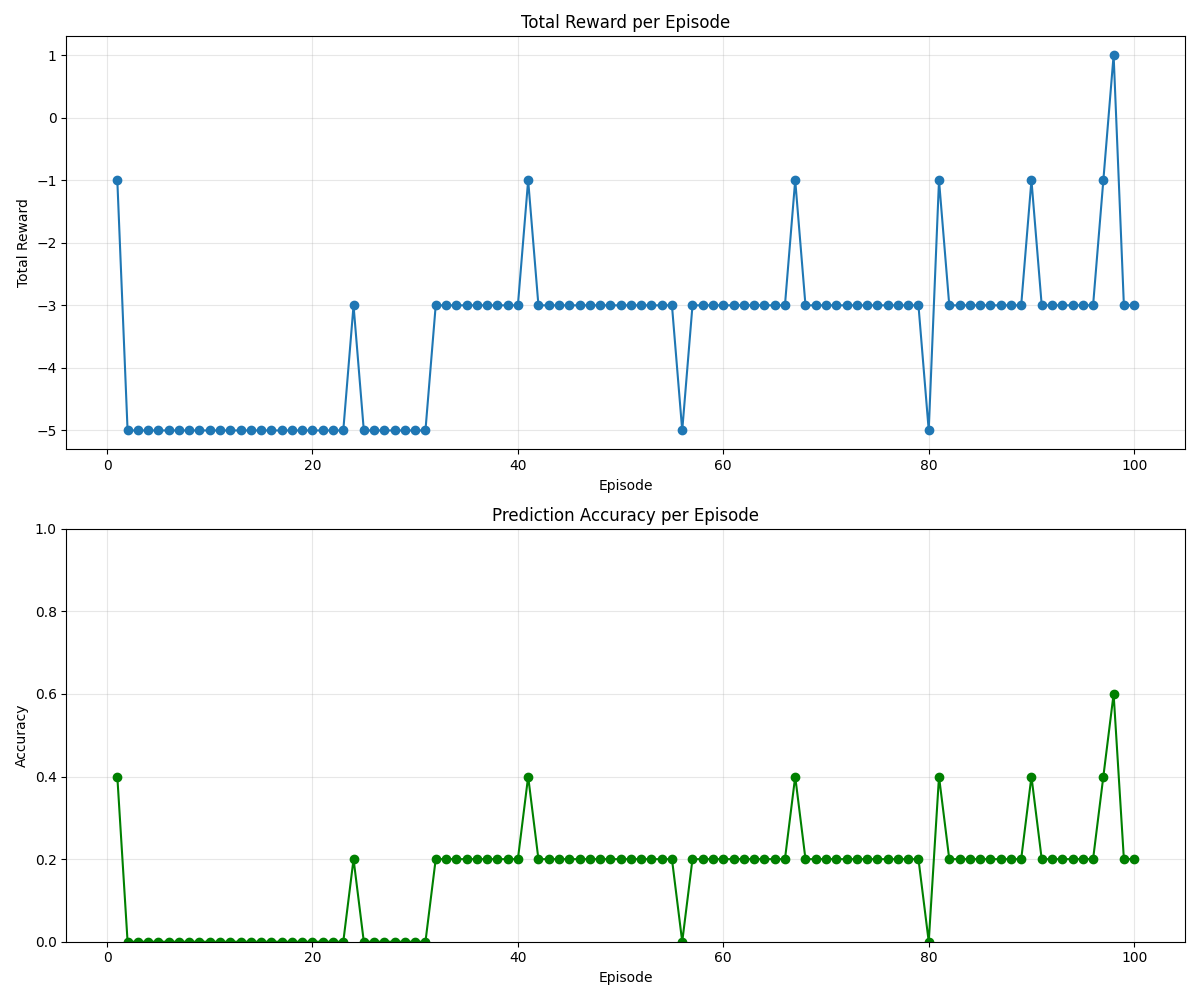 Total Reward per Episode
1
0
−1
−2
−3
−4
−5
Total Reward
0 20 40 60 80 100
Episode
Prediction Accuracy per Episode
1.0
0.8
0.6
0.4
0.2
0.0
Accuracy
0 20 40 60 80 100
Episode